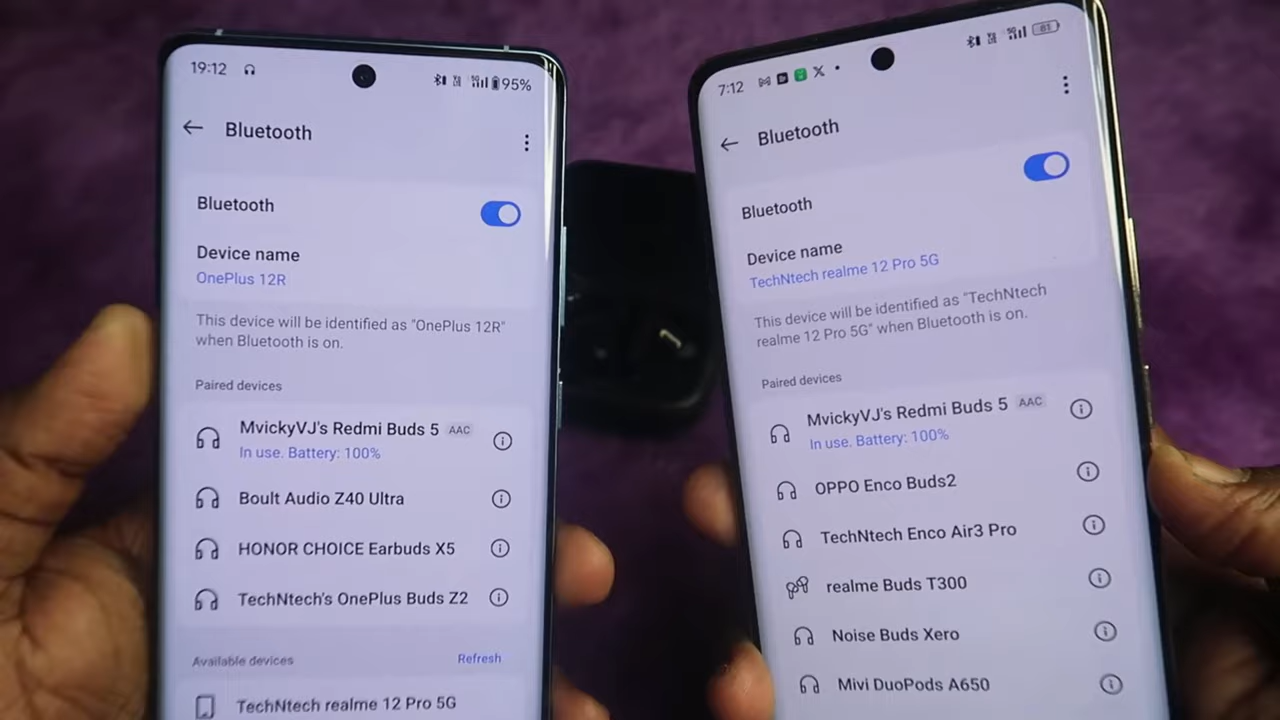 19:12
95%
Bluetooth
Bluetooth
Device name
OnePlus 12R
This device will be identified as "OnePlus 12R"
when Bluetooth is on.
Paired devices
MvickyVJ's Redmi Buds 5 AAC
In use. Battery: 100%
Boult Audio Z40 Ultra
HONOR CHOICE Earbuds X5
TechNtech's OnePlus Buds Z2
Available devices
Refresh
TechNtech realme 12 Pro 5G
7:12
81
Bluetooth
Bluetooth
Device name
TechNtech realme 12 Pro 5G
This device will be identified as "TechNtech
realme 12 Pro 5G" when Bluetooth is on.
Paired devices
MvickyVJ's Redmi Buds 5 AAC
In use. Battery: 100%
OPPO Enco Buds2
TechNtech Enco Air3 Pro
realme Buds T300
Noise Buds Xero
Mivi DuoPods A650